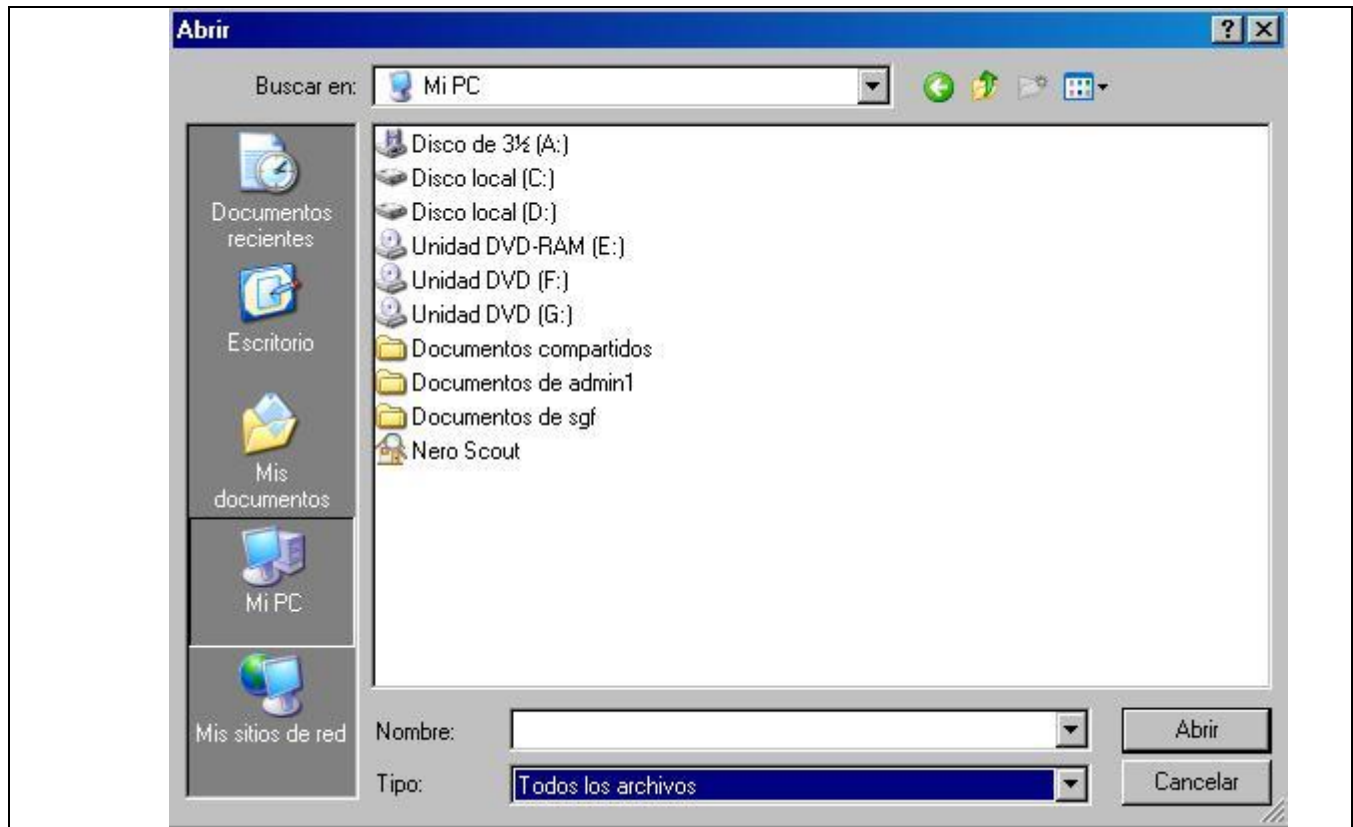 Abrir
Buscar en: Mi PC
Documentos
recientes
Escritorio
Mis
documentos
Mi PC
Mis sitios de red
Disco de 3½ (A:)
Disco local (C:)
Disco local (D:)
Unidad DVD-RAM (E:)
Unidad DVD (F:)
Unidad DVD (G:)
Documentos compartidos
Documentos de admin1
Documentos de sgf
Nero Scout
Nombre:
Abrir
Tipo: Todos los archivos
Cancelar